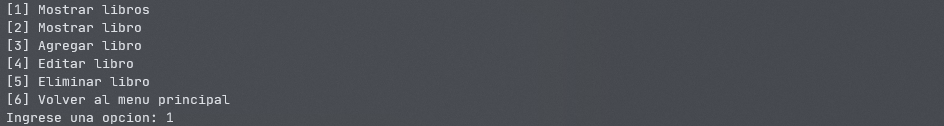 [1] Mostrar libros
[2] Mostrar libro
[3] Agregar libro
[4] Editar libro
[5] Eliminar libro
[6] Volver al menu principal
Ingrese una opcion: 1